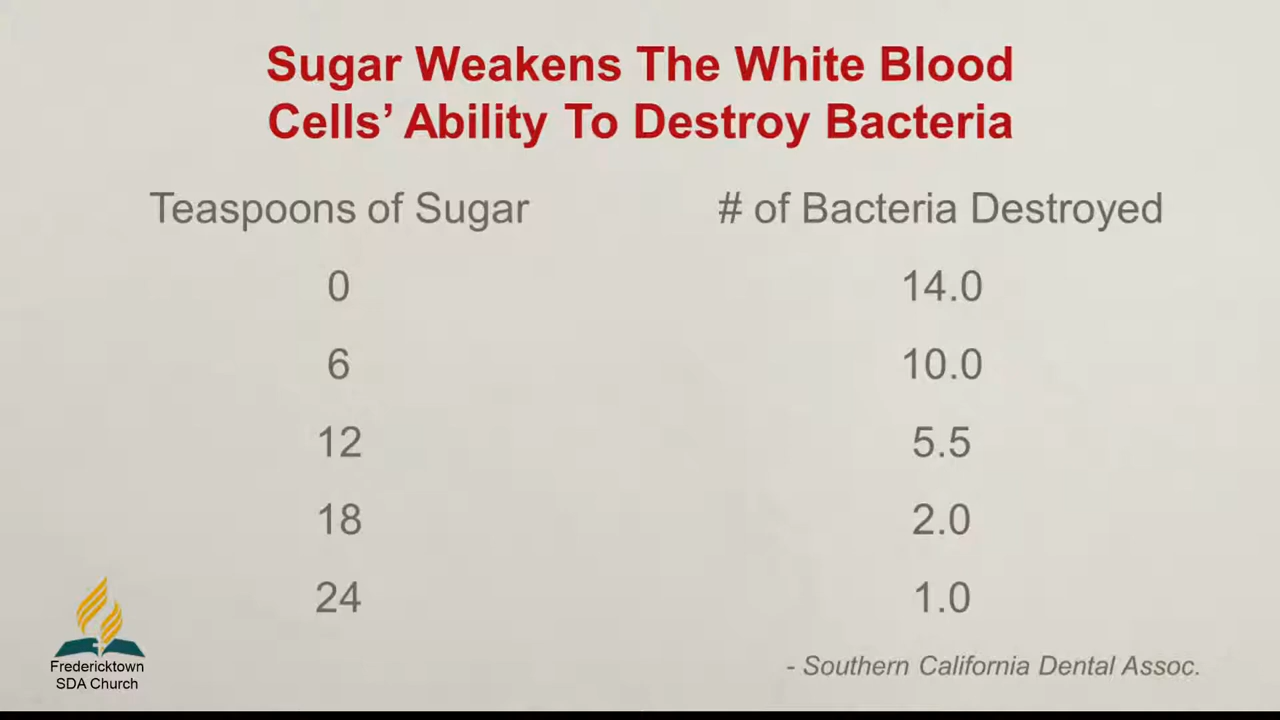 Sugar Weakens The White Blood
Cells’ Ability To Destroy Bacteria
Teaspoons of Sugar # of Bacteria Destroyed
0 14.0
6 10.0
12 5.5
18 2.0
24 1.0
Fredericktown
SDA Church
- Southern California Dental Assoc.